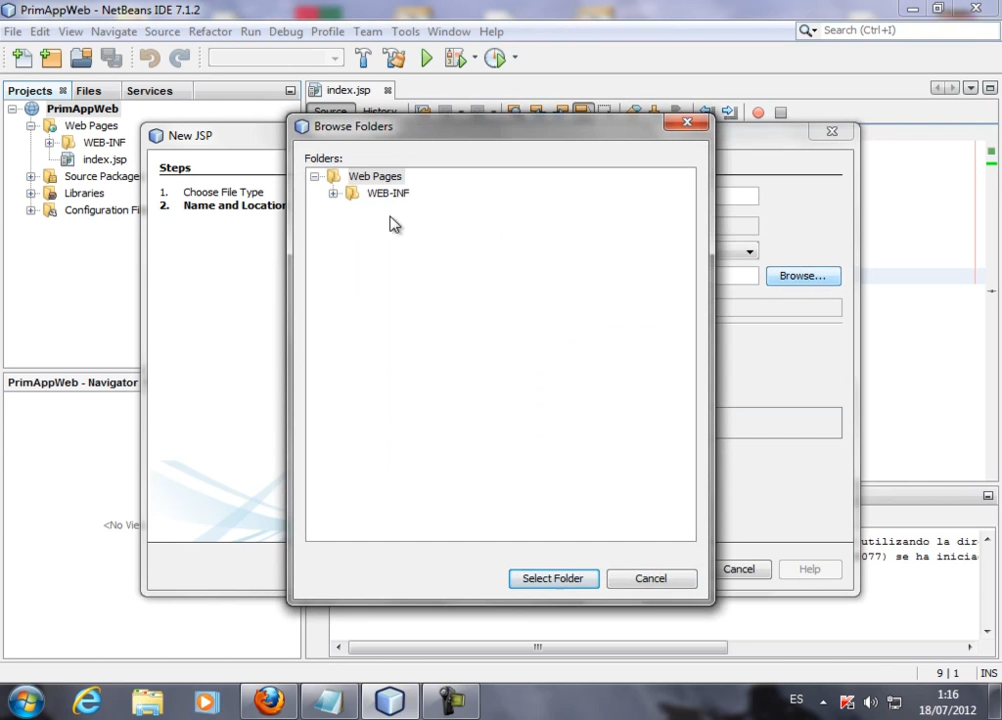 PrimAppWeb - NetBeans IDE 7.1.2
File Edit View Navigate Source Refactor Run Debug Profile Team Tools Window Help
Search (Ctrl+I)
Projects Files Services
index.jsp
Source History
PrimAppWeb
Web Pages
WEB-INF
index.jsp
Source Package
Libraries
Configuration Fi
New JSP
Steps
1. Choose File Type
2. Name and Location
Browse Folders
Folders:
Web Pages
WEB-INF
Browse...
PrimAppWeb - Navigator
<No Vie
utilizando la dir
077) se ha inicia
Select Folder Cancel
Cancel Help
9 | 1 INS
ES
1:16
18/07/2012